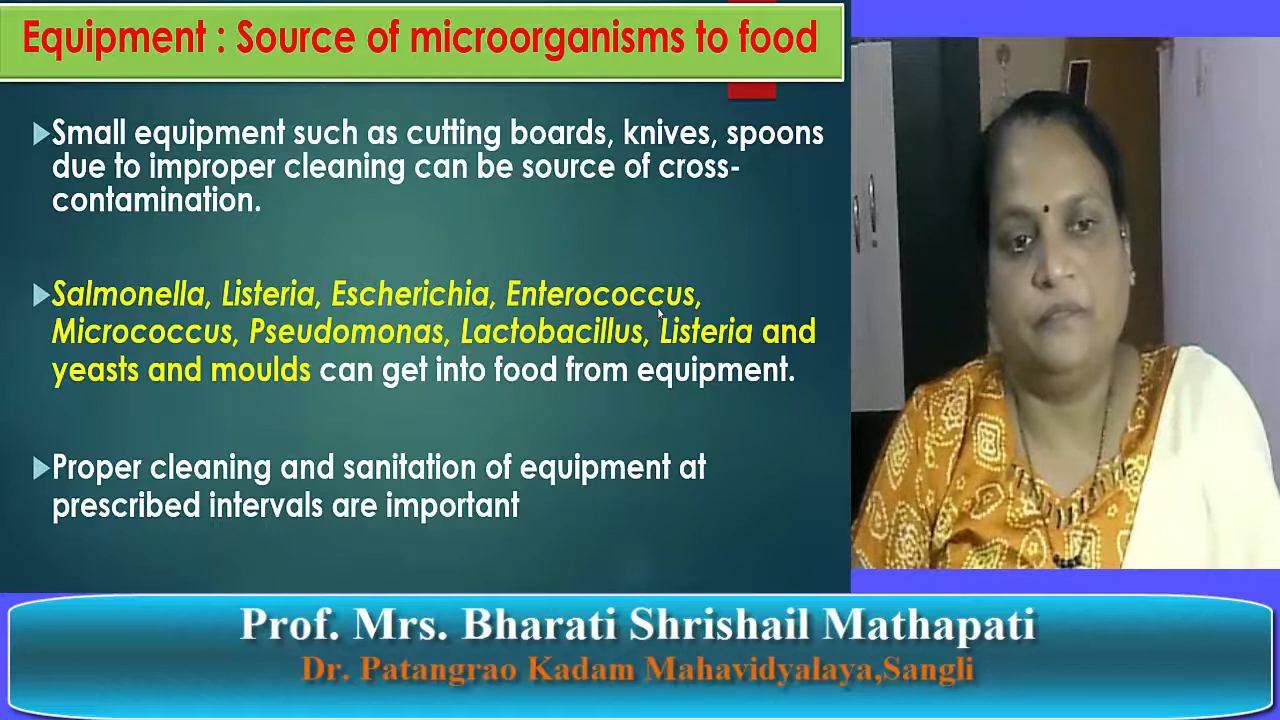 Equipment : Source of microorganisms to food
Small equipment such as cutting boards, knives, spoons
due to improper cleaning can be source of cross-
contamination.
Salmonella, Listeria, Escherichia, Enterococcus,
Micrococcus, Pseudomonas, Lactobacillus, Listeria and
yeasts and moulds can get into food from equipment.
Proper cleaning and sanitation of equipment at
prescribed intervals are important
Prof. Mrs. Bharati Shrishail Mathapati
Dr. Patangrao Kadam Mahavidyalaya,Sangli